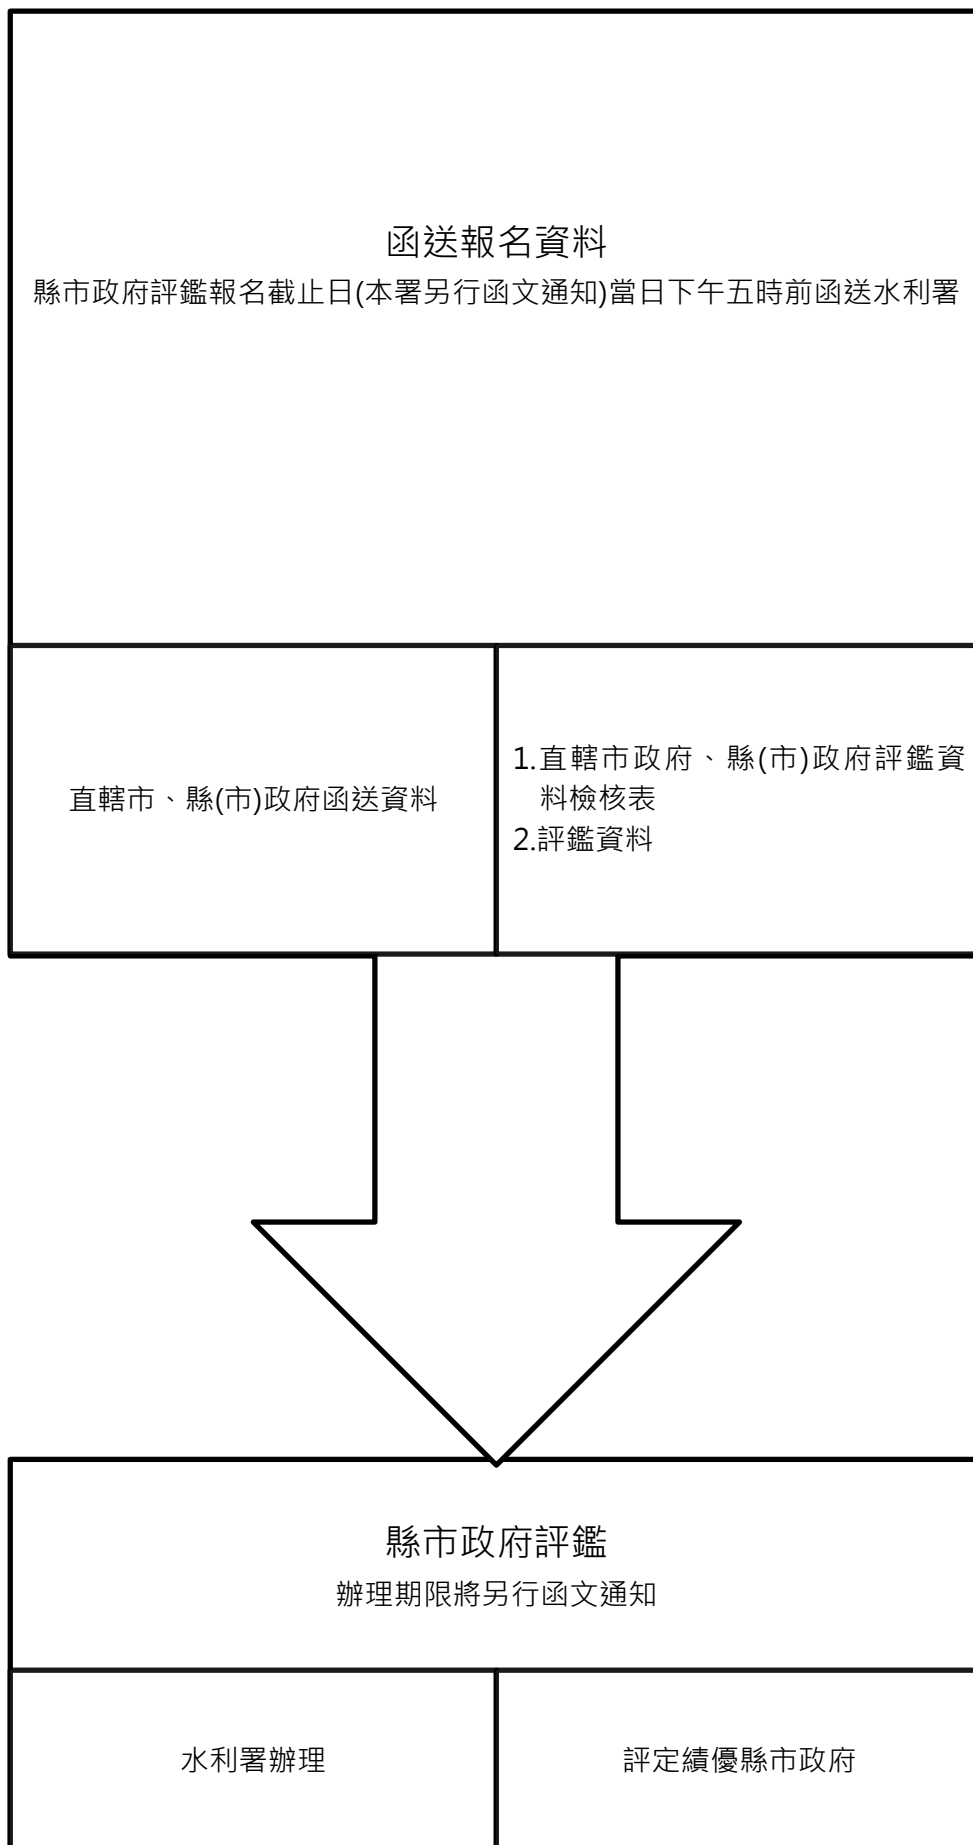 函送報名資料
縣市政府評鑑報名截止日(本署另行函文通知)當日下午五時前函送水利署
直轄市、縣(市)政府函送資料
1.直轄市政府、縣(市)政府評鑑資
料檢核表
2.評鑑資料
縣市政府評鑑
辦理期限將另行函文通知
水利署辦理
評定績優縣市政府